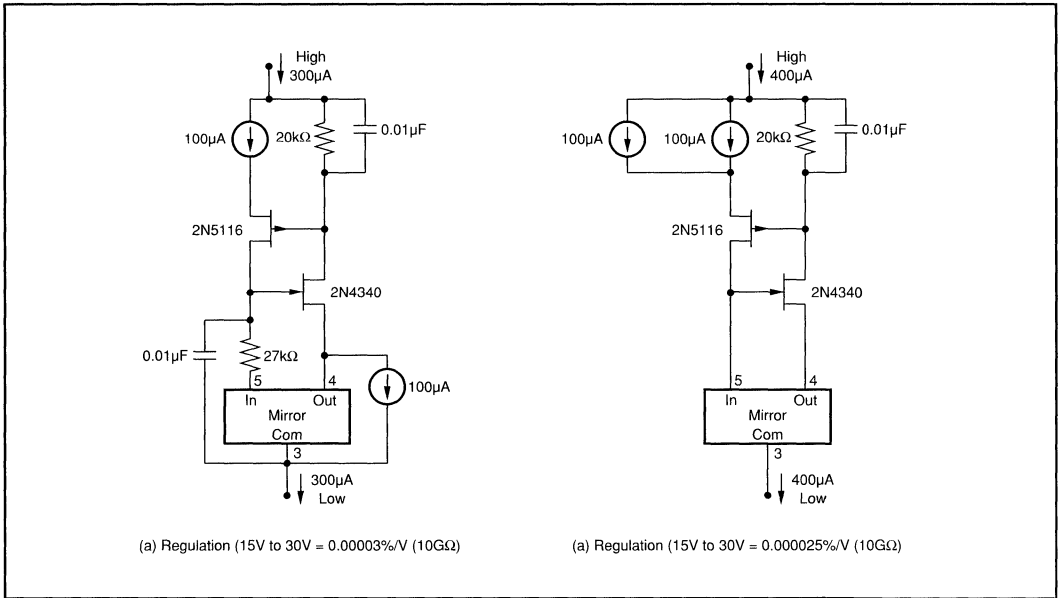 High
300µA
100µA
20kΩ
0.01µF
2N5116
2N4340
0.01µF
27kΩ
5
4
In
Out
100µA
Mirror
Com
3
300µA
Low
(a) Regulation (15V to 30V = 0.00003%/V (10GΩ)
High
400µA
100µA
100µA
20kΩ
0.01µF
2N5116
2N4340
5
4
In
Out
Mirror
Com
3
400µA
Low
(a) Regulation (15V to 30V = 0.000025%/V (10GΩ)